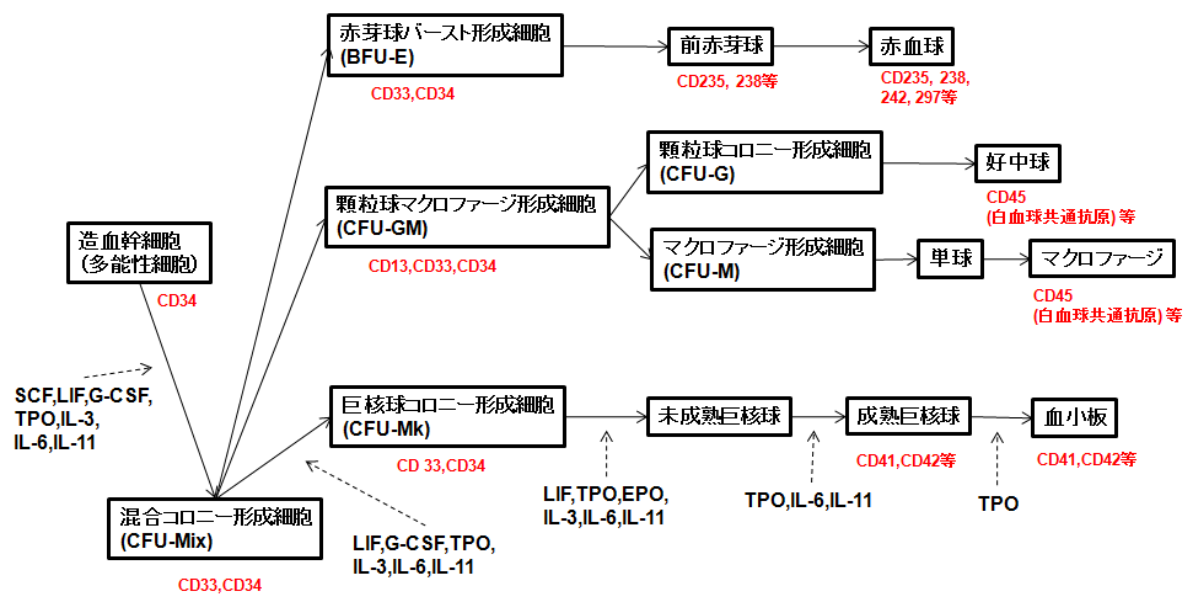 赤芽球バースト形成細胞
(BFU-E)
CD33,CD34
前赤芽球
CD235, 238等
赤血球
CD235, 238,
242, 297等
顆粒球マクロファージ形成細胞
(CFU-GM)
CD13,CD33,CD34
顆粒球コロニー形成細胞
(CFU-G)
好中球
CD45
(白血球共通抗原) 等
マクロファージ形成細胞
(CFU-M)
単球
マクロファージ
CD45
(白血球共通抗原) 等
造血幹細胞
(多能性細胞)
CD34
SCF,LIF,G-CSF,
TPO,IL-3,
IL-6,IL-11
混合コロニー形成細胞
(CFU-Mix)
CD33,CD34
巨核球コロニー形成細胞
(CFU-Mk)
CD 33,CD34
LIF,G-CSF,TPO,
IL-3,IL-6,IL-11
未成熟巨核球
LIF,TPO,EPO,
IL-3,IL-6,IL-11
成熟巨核球
CD41,CD42等
TPO,IL-6,IL-11
血小板
CD41,CD42等
TPO